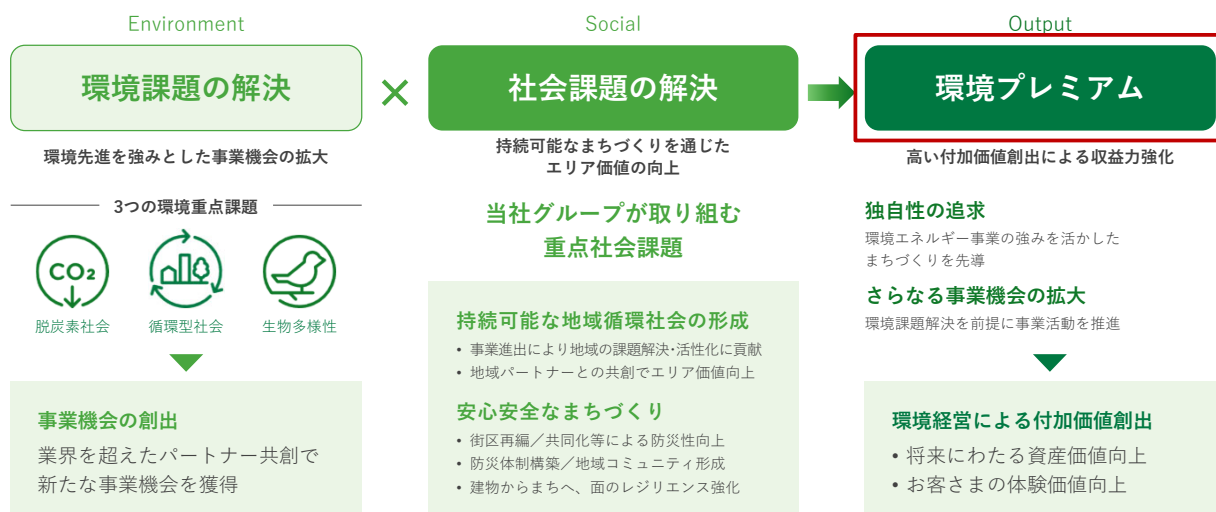 Environment
環境課題の解決
環境先進を強みとした事業機会の拡大
3つの環境重点課題
CO₂
脱炭素社会
循環型社会
生物多様性
事業機会の創出
業界を超えたパートナー共創で
新たな事業機会を獲得
×
Social
社会課題の解決
持続可能なまちづくりを通じた
エリア価値の向上
当社グループが取り組む
重点社会課題
持続可能な地域循環社会の形成
• 事業進出により地域の課題解決・活性化に貢献
• 地域パートナーとの共創でエリア価値向上
安心安全なまちづくり
• 街区再編／共同化等による防災性向上
• 防災体制構築／地域コミュニティ形成
• 建物からまちへ、面のレジリエンス強化
Output
環境プレミアム
高い付加価値創出による収益力強化
独自性の追求
環境エネルギー事業の強みを活かした
まちづくりを先導
さらなる事業機会の拡大
環境課題解決を前提に事業活動を推進
環境経営による付加価値創出
• 将来にわたる資産価値向上
• お客さまの体験価値向上